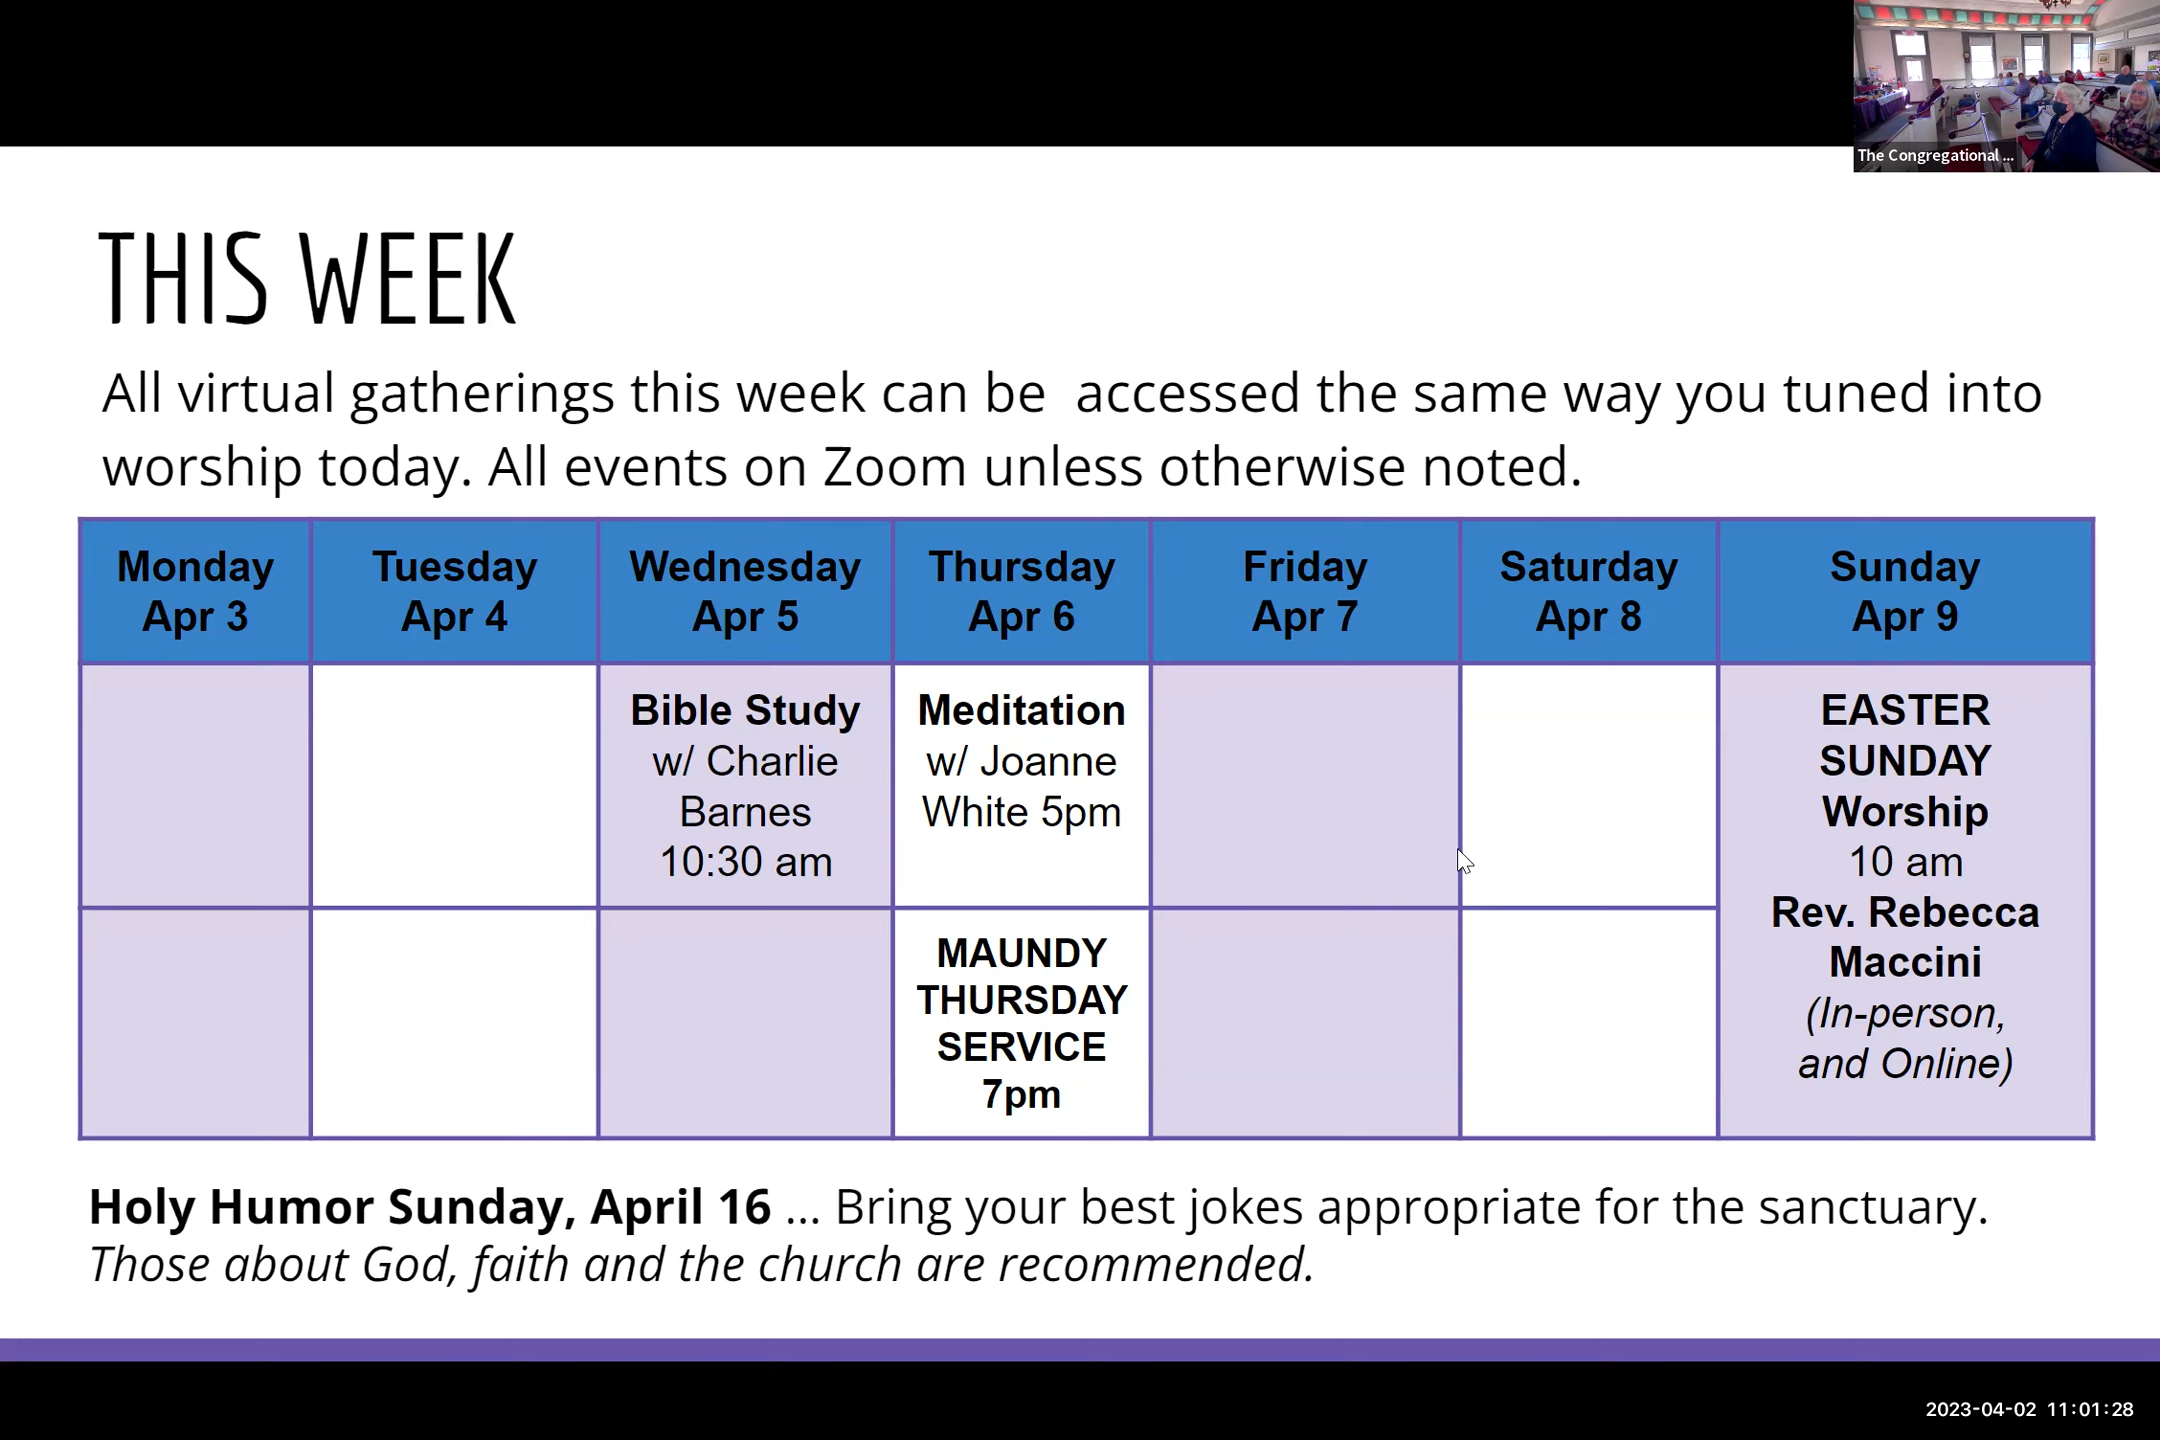 The Congregational ...
THIS WEEK
All virtual gatherings this week can be  accessed the same way you tuned into
worship today. All events on Zoom unless otherwise noted.
Monday
Apr 3
Tuesday
Apr 4
Wednesday
Apr 5
Thursday
Apr 6
Friday
Apr 7
Saturday
Apr 8
Sunday
Apr 9
Bible Study
w/ Charlie
Barnes
10:30 am
Meditation
w/ Joanne
White 5pm
MAUNDY
THURSDAY
SERVICE
7pm
EASTER
SUNDAY
Worship
10 am
Rev. Rebecca
Maccini
(In-person,
and Online)
Holy Humor Sunday, April 16 ... Bring your best jokes appropriate for the sanctuary.
Those about God, faith and the church are recommended.
2023-04-02 11:01:28